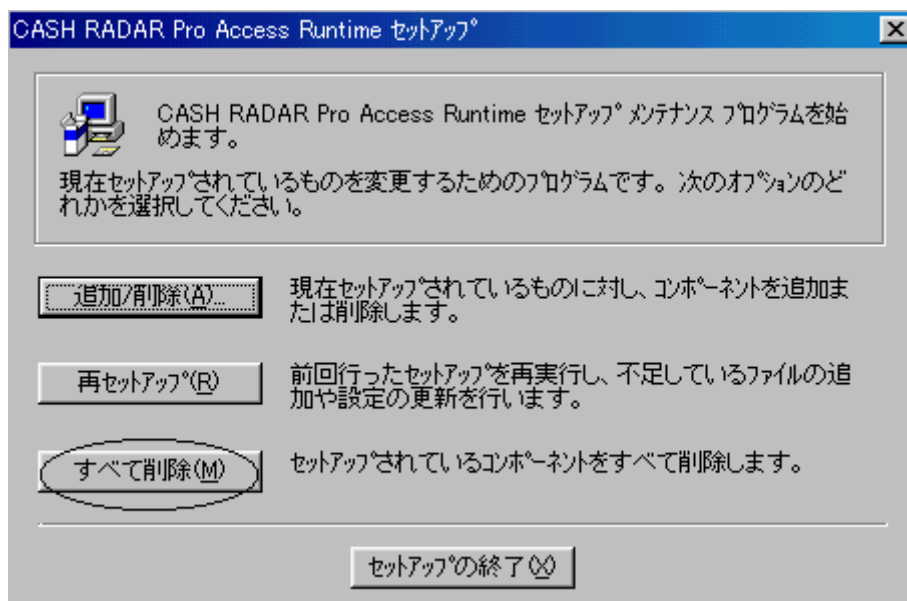 CASH RADAR Pro Access Runtime ｾｯﾄｱｯﾌﾟ
CASH RADAR Pro Access Runtime ｾｯﾄｱｯﾌﾟ ﾒﾝﾃﾅﾝｽ ﾌﾟﾛｸﾞﾗﾑを始
めます。
現在ｾｯﾄｱｯﾌﾟされているものを変更するためのﾌﾟﾛｸﾞﾗﾑです。次のｵﾌﾟｼｮﾝのど
れかを選択してください。
追加/削除(A)...
現在ｾｯﾄｱｯﾌﾟされているものに対し、ｺﾝﾎﾟｰﾈﾝﾄを追加ま
たは削除します。
再ｾｯﾄｱｯﾌﾟ(R)
前回行ったｾｯﾄｱｯﾌﾟを再実行し、不足しているﾌｧｲﾙの追
加や設定の更新を行います。
すべて削除(M)
ｾｯﾄｱｯﾌﾟされているｺﾝﾎﾟｰﾈﾝﾄをすべて削除します。
ｾｯﾄｱｯﾌﾟの終了(X)